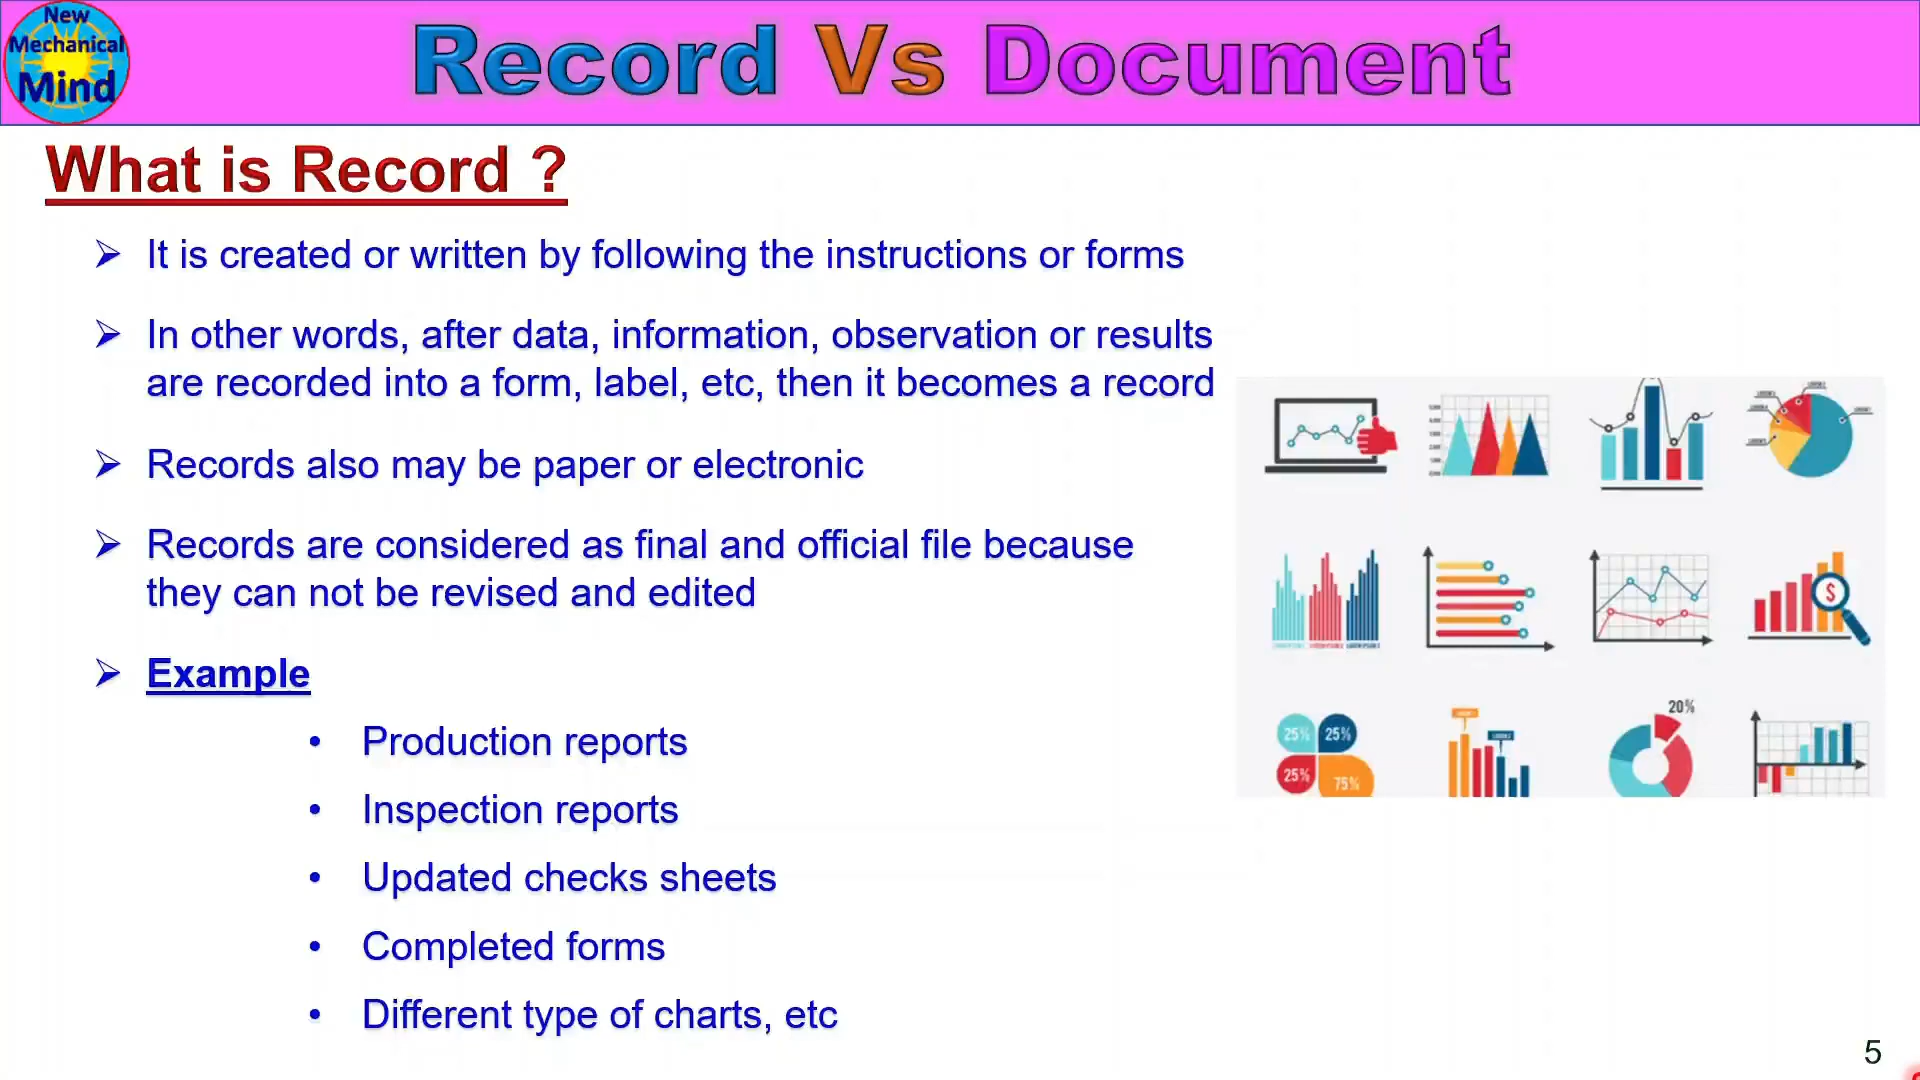 New
Mechanical
Mind
Record Vs Document
What is Record ?
➢ It is created or written by following the instructions or forms
➢ In other words, after data, information, observation or results
are recorded into a form, label, etc, then it becomes a record
➢ Records also may be paper or electronic
➢ Records are considered as final and official file because
they can not be revised and edited
➢ Example
• Production reports
• Inspection reports
• Updated checks sheets
• Completed forms
• Different type of charts, etc
$
20%
25% 25%
25% 75%
5